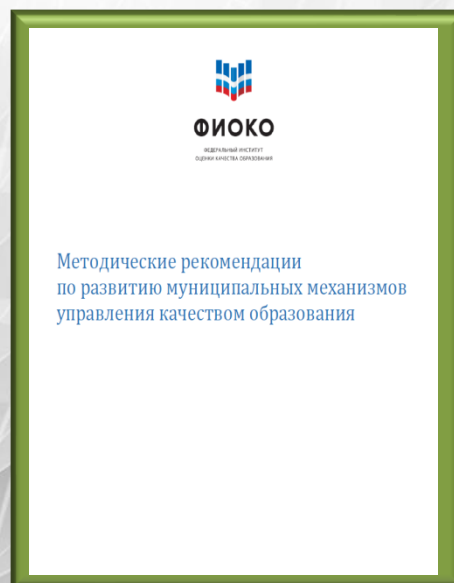 ФИОКО
ФЕДЕРАЛЬНЫЙ ИНСТИТУТ
ОЦЕНКИ КАЧЕСТВА ОБРАЗОВАНИЯ
Методические рекомендации
по развитию муниципальных механизмов
управления качеством образования